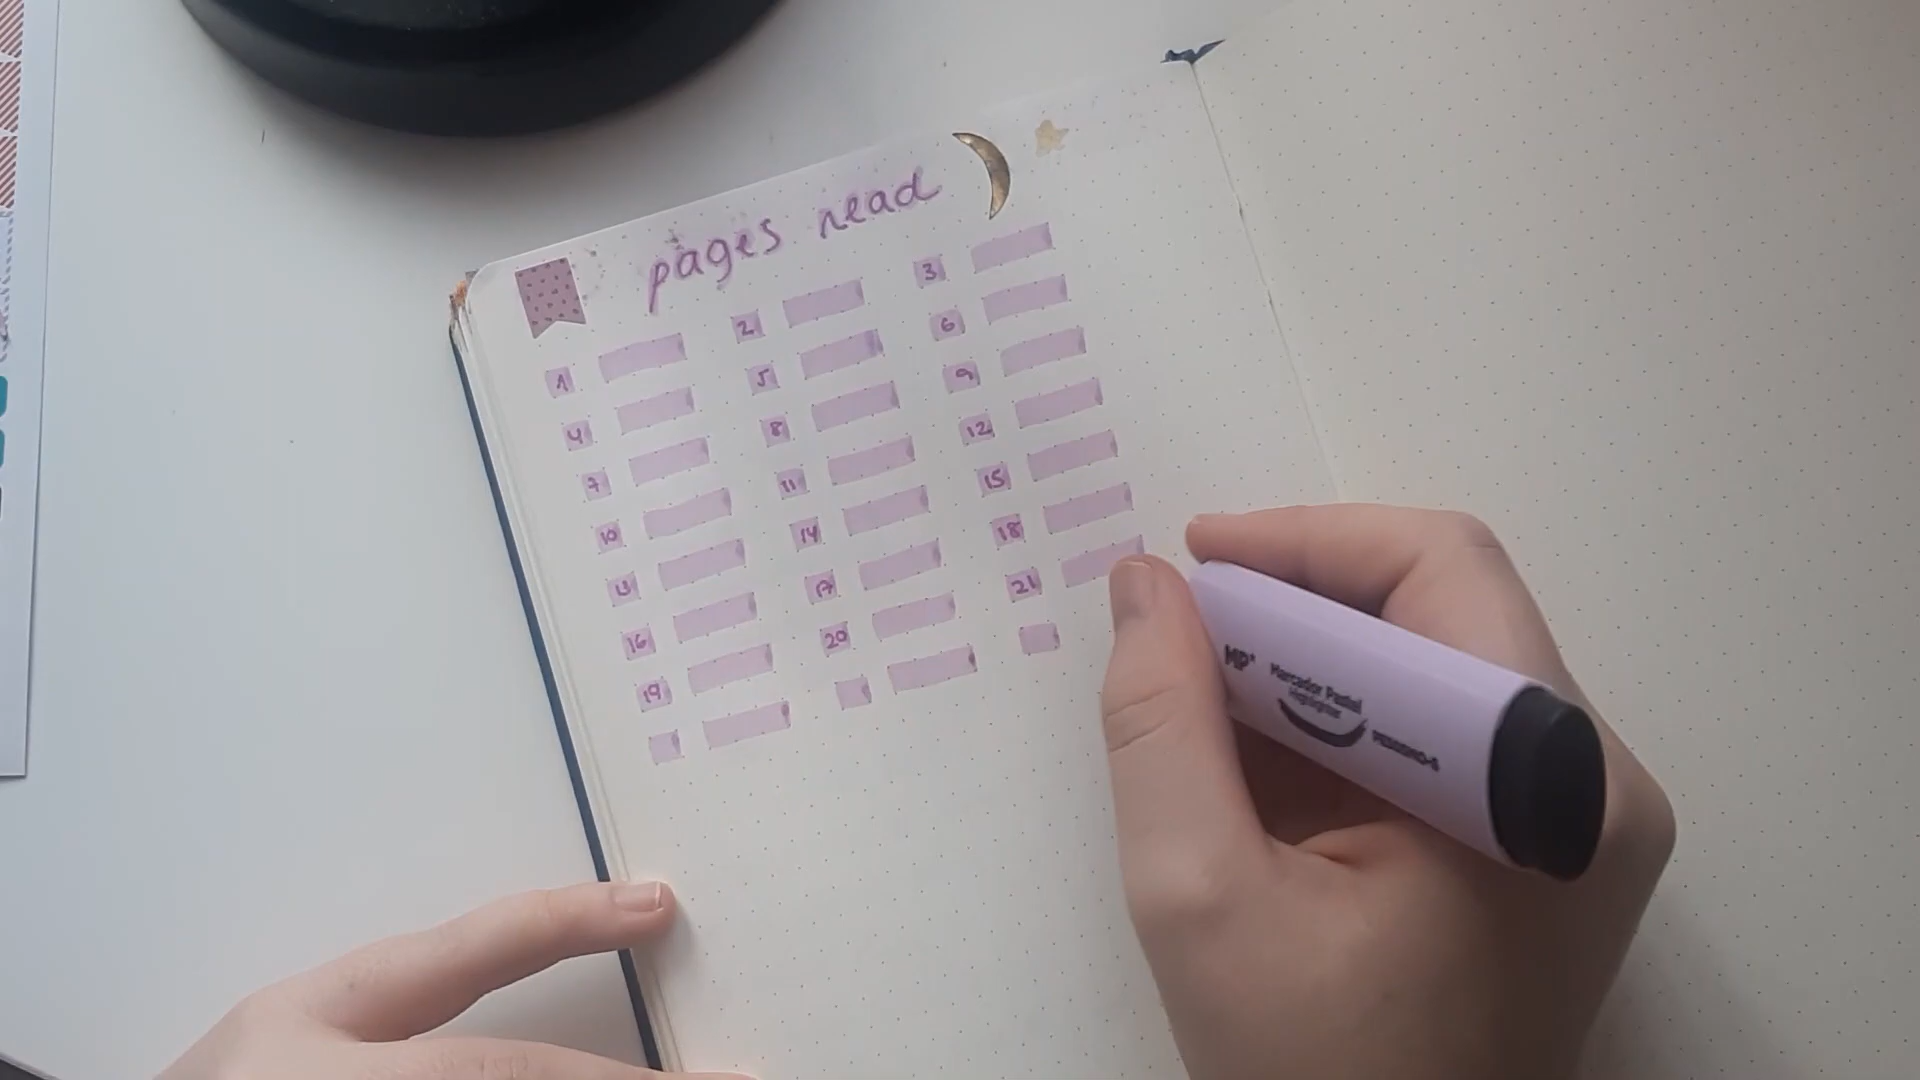 pages read
1 2 3
4 5 6
7 8 9
10 11 12
13 14 15
16 17 18
19 20 21
MP
Marcador Pastel
Highlighter